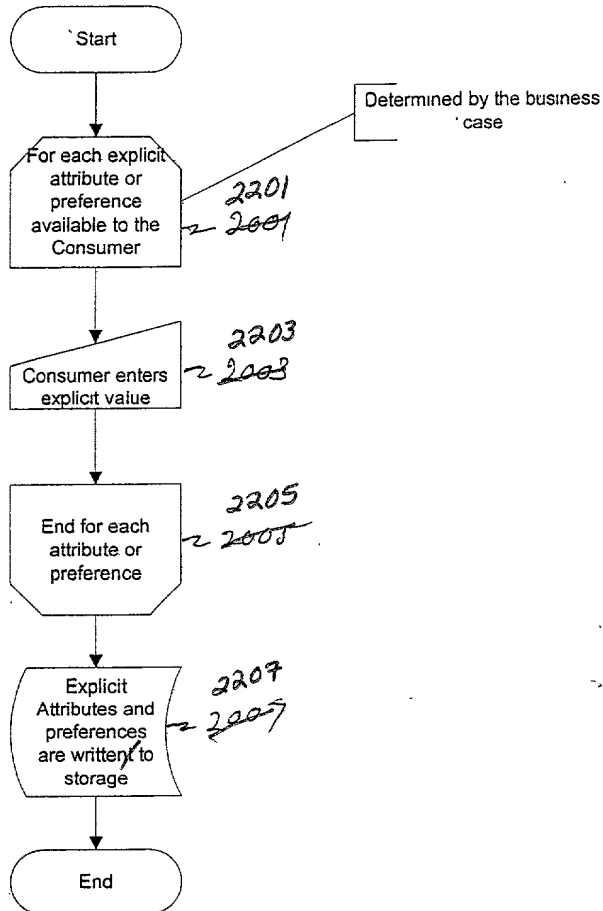 Start
Determined by the business
case
For each explicit
attribute or
preference
available to the
Consumer
2201
2001
2203
Consumer enters
explicit value
2003
2205
End for each
attribute or
preference
2005
2207
Explicit
Attributes and
preferences
are written to
storage
2007
End